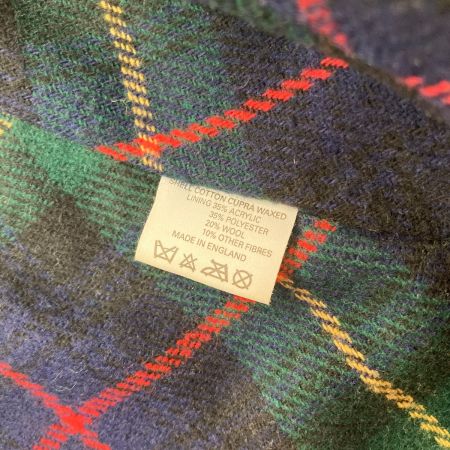 SHELL COTTON CUPRA WAXED
LINING 35% ACRYLIC
35% POLYESTER
20% WOOL
10% OTHER FIBRES
MADE IN ENGLAND